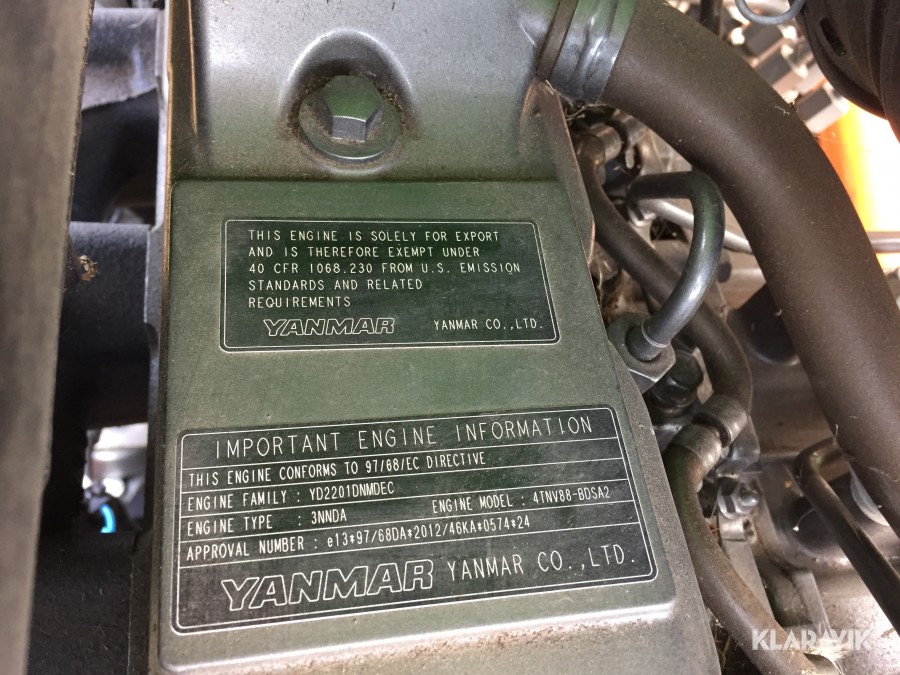 THIS ENGINE IS SOLELY FOR EXPORT
AND IS THEREFORE EXEMPT UNDER
40 CFR 1068.230 FROM U.S. EMISSION
STANDARDS AND RELATED
REQUIREMENTS
YANMAR YANMAR CO.,LTD.
IMPORTANT ENGINE INFORMATION
THIS ENGINE CONFORMS TO 97/68/EC DIRECTIVE
ENGINE FAMILY : YD2201DNMDEC
ENGINE TYPE : 3NNDA ENGINE MODEL : 4TNV88-BDSA2
APPROVAL NUMBER : e13*97/68DA*2012/46KA*0574*24
YANMAR YANMAR CO.,LTD.
KLARAVIK